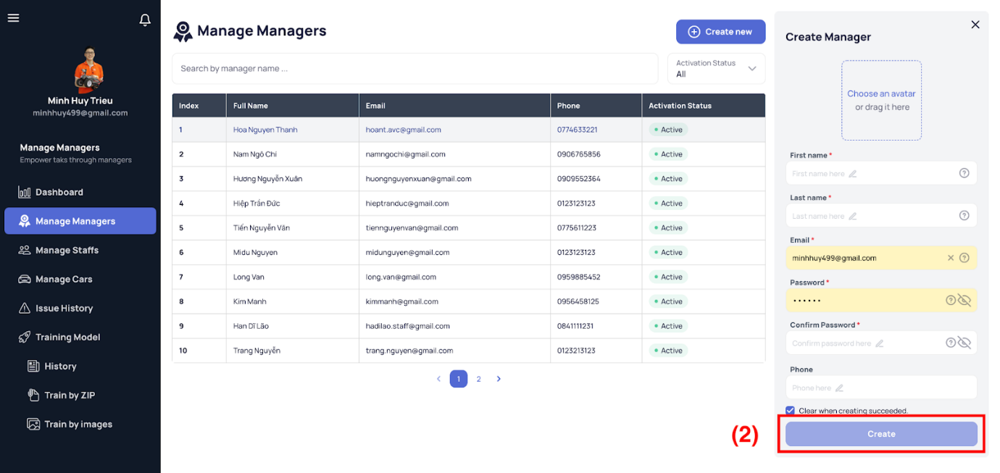 Minh Huy Trieu
minhhuy499@gmail.com
Manage Managers
Empower taks through managers
Dashboard
Manage Managers
Manage Staffs
Manage Cars
Issue History
Training Model
History
Train by ZIP
Train by images
Manage Managers
Create new
Search by manager name ...
Activation Status
All
Index Full Name Email Phone Activation Status
1 Hoa Nguyen Thanh hoant.avc@gmail.com 0774633221 Active
2 Nam Ngô Chí namngochi@gmail.com 0906765856 Active
3 Hương Nguyễn Xuân huongnguyenxuan@gmail.com 0909552364 Active
4 Hiệp Trần Đức hieptranduc@gmail.com 0123123123 Active
5 Tiến Nguyễn Văn tiennguyenvan@gmail.com 0775611223 Active
6 Midu Nguyen midunguyen@gmail.com 0123123123 Active
7 Long Van long.van@gmail.com 0959885452 Active
8 Kim Manh kimmanh@gmail.com 0956458125 Active
9 Han Dĩ Lão hadilao.staff@gmail.com 0841111231 Active
10 Trang Nguyễn trang.nguyen@gmail.com 0123213123 Active
1 2
Create Manager
Choose an avatar
or drag it here
First name *
First name here
Last name *
Last name here
Email *
minhhuy499@gmail.com
Password *
••••••
Confirm Password *
Confirm password here
Phone
Phone here
Clear when creating succeeded.
(2)
Create